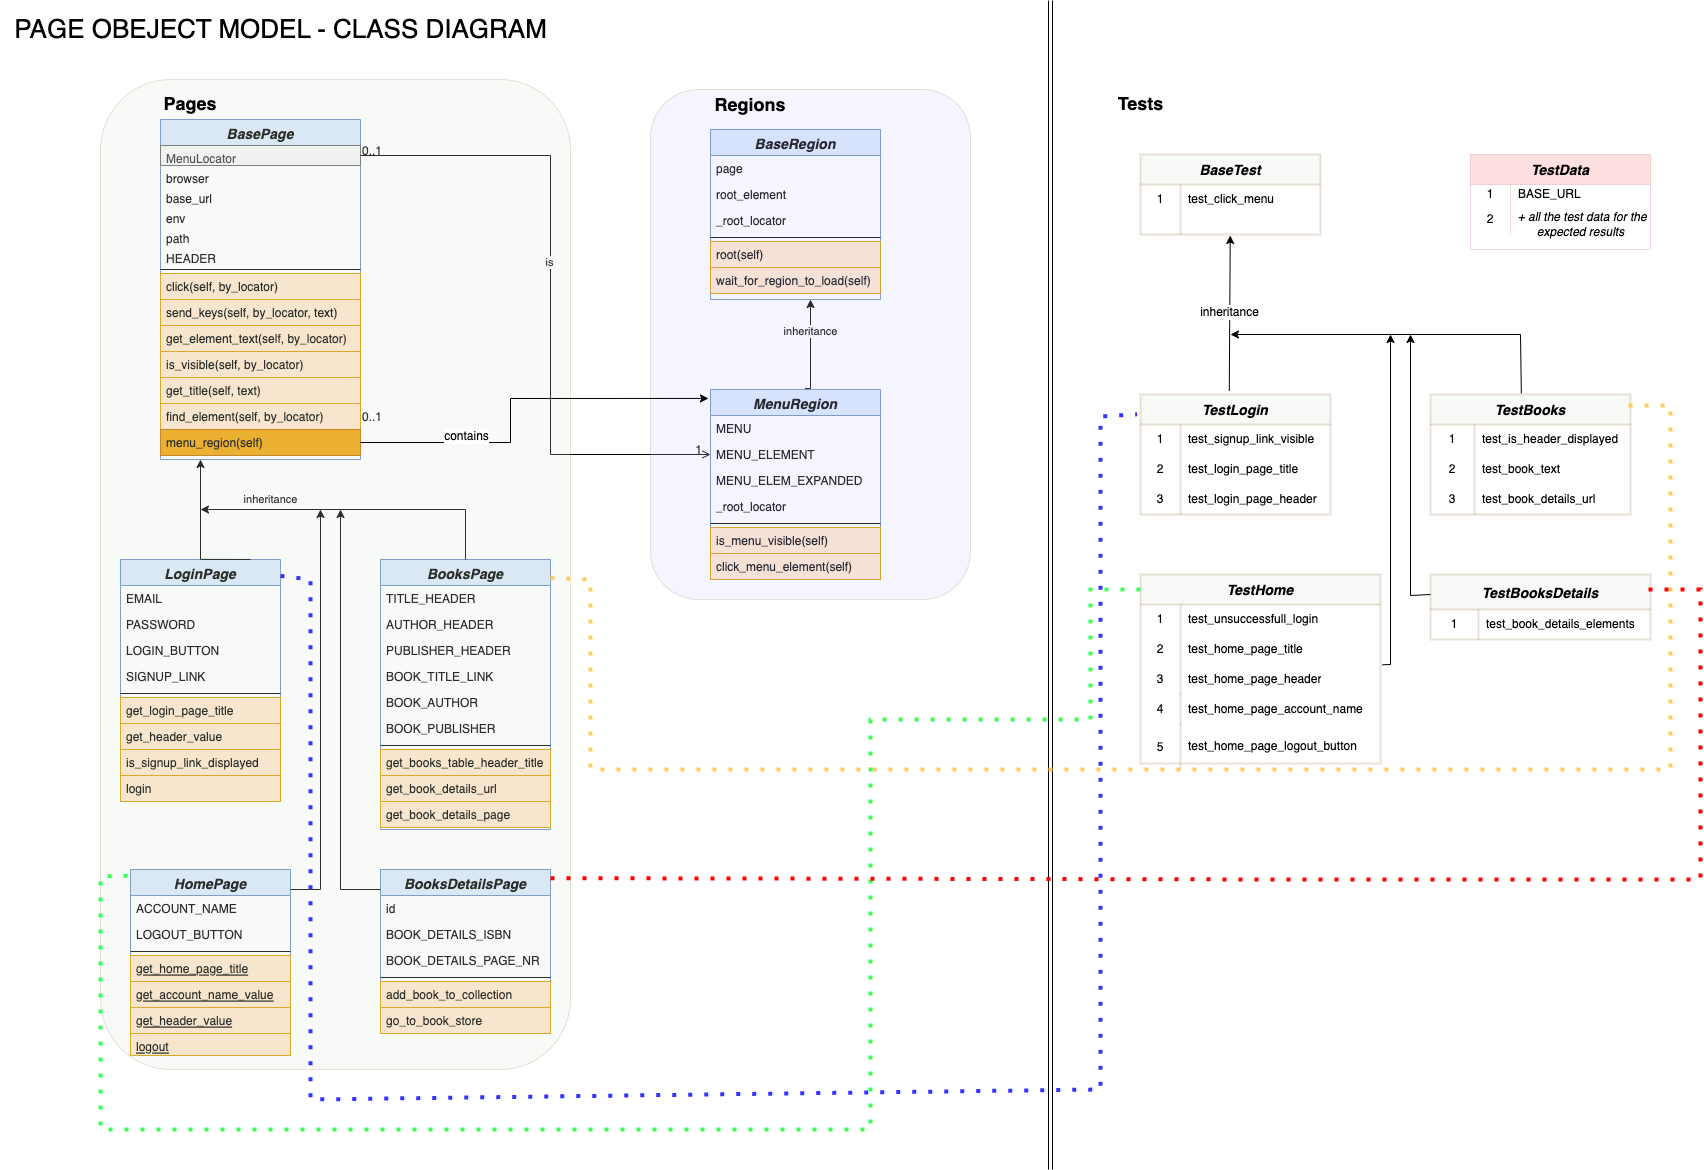 PAGE OBEJECT MODEL - CLASS DIAGRAM
Pages
BasePage
MenuLocator
browser
base_url
env
path
HEADER
click(self, by_locator)
send_keys(self, by_locator, text)
get_element_text(self, by_locator)
is_visible(self, by_locator)
get_title(self, text)
find_element(self, by_locator)
menu_region(self)
0..1
0..1
is
contains
1
inheritance
LoginPage
EMAIL
PASSWORD
LOGIN_BUTTON
SIGNUP_LINK
get_login_page_title
get_header_value
is_signup_link_displayed
login
BooksPage
TITLE_HEADER
AUTHOR_HEADER
PUBLISHER_HEADER
BOOK_TITLE_LINK
BOOK_AUTHOR
BOOK_PUBLISHER
get_books_table_header_title
get_book_details_url
get_book_details_page
HomePage
ACCOUNT_NAME
LOGOUT_BUTTON
get_home_page_title
get_account_name_value
get_header_value
logout
BooksDetailsPage
id
BOOK_DETAILS_ISBN
BOOK_DETAILS_PAGE_NR
add_book_to_collection
go_to_book_store
Regions
BaseRegion
page
root_element
_root_locator
root(self)
wait_for_region_to_load(self)
inheritance
MenuRegion
MENU
MENU_ELEMENT
MENU_ELEM_EXPANDED
_root_locator
is_menu_visible(self)
click_menu_element(self)
Tests
BaseTest
1 test_click_menu
TestData
1 BASE_URL
2 + all the test data for the
expected results
inheritance
TestLogin
1 test_signup_link_visible
2 test_login_page_title
3 test_login_page_header
TestBooks
1 test_is_header_displayed
2 test_book_text
3 test_book_details_url
TestHome
1 test_unsuccessfull_login
2 test_home_page_title
3 test_home_page_header
4 test_home_page_account_name
5 test_home_page_logout_button
TestBooksDetails
1 test_book_details_elements